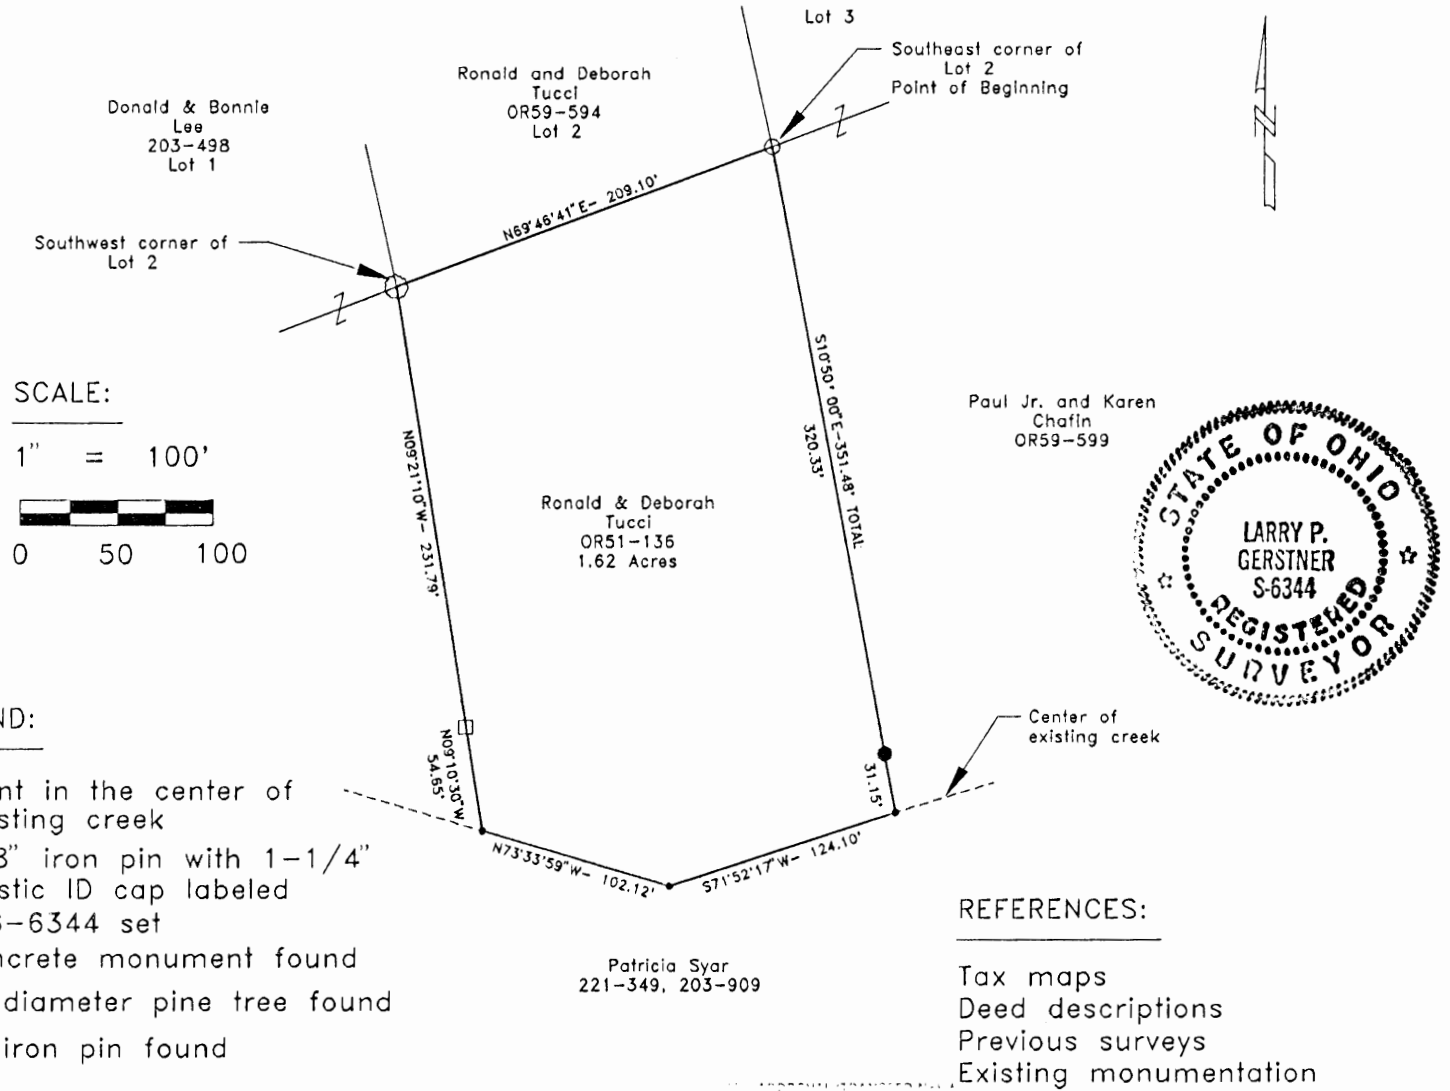 Lot 3
Southeast corner of
Lot 2
Point of Beginning
Ronald and Deborah
Tucci
OR59-594
Lot 2
Donald & Bonnie
Lee
203-498
Lot 1
Southwest corner of
Lot 2
N69°46'41"E- 209.10'
N
SCALE:
1" = 100'
0 50 100
N09°21'10"W- 231.79'
S10°50'00"E-351.48' TOTAL
320.33'
Paul Jr. and Karen
Chafin
OR59-599
Ronald & Deborah
Tucci
OR51-136
1.62 Acres
STATE OF OHIO
LARRY P.
GERSTNER
S-6344
REGISTERED
SURVEYOR
N09°10'30"W
54.65'
31.15'
Center of
existing creek
N73°33'59"W- 102.12'
S71°52'17"W- 124.10'
Patricia Syar
221-349, 203-909
ND:
nt in the center of
sting creek
8" iron pin with 1-1/4"
stic ID cap labeled
-6344 set
ncrete monument found
diameter pine tree found
iron pin found
REFERENCES:
Tax maps
Deed descriptions
Previous surveys
Existing monumentation